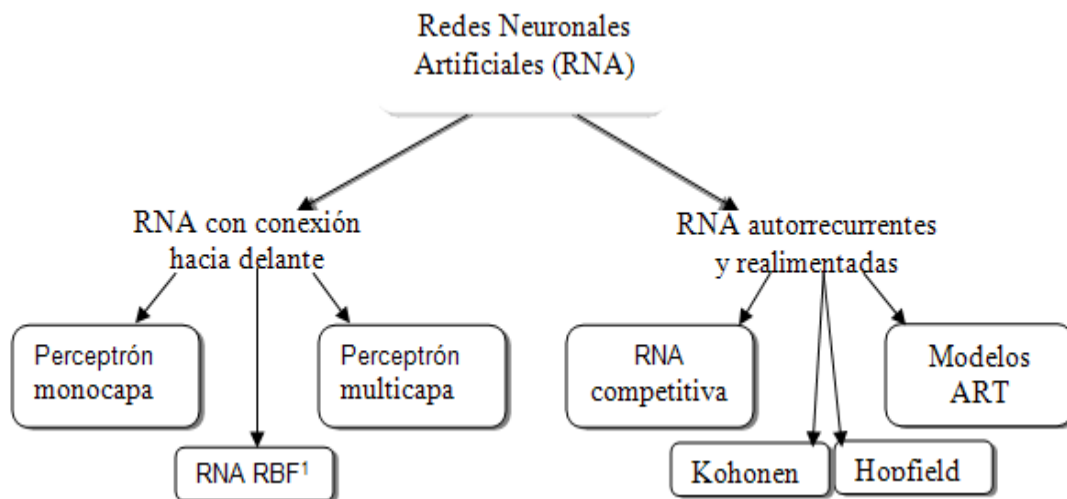 Redes Neuronales
Artificiales (RNA)
RNA con conexión
hacia delante
RNA autorrecurrentes
y realimentadas
Perceptrón
monocapa
Perceptrón
multicapa
RNA RBF¹
RNA
competitiva
Modelos
ART
Kohonen
Hopfield